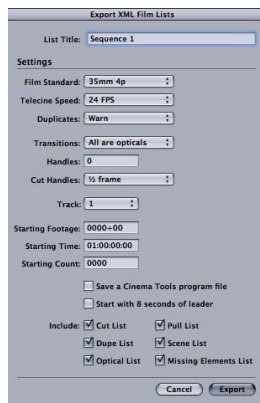 Export XML Film Lists
List Title: Sequence 1
Settings
Film Standard: 35mm 4p
Telecine Speed: 24 FPS
Duplicates: Warn
Transitions: All are opticals
Handles: 0
Cut Handles: ½ frame
Track: 1
Starting Footage: 0000+00
Starting Time: 01:00:00:00
Starting Count: 0000
Save a Cinema Tools program file
Start with 8 seconds of leader
Include: Cut List Pull List
Dupe List Scene List
Optical List Missing Elements List
Cancel Export